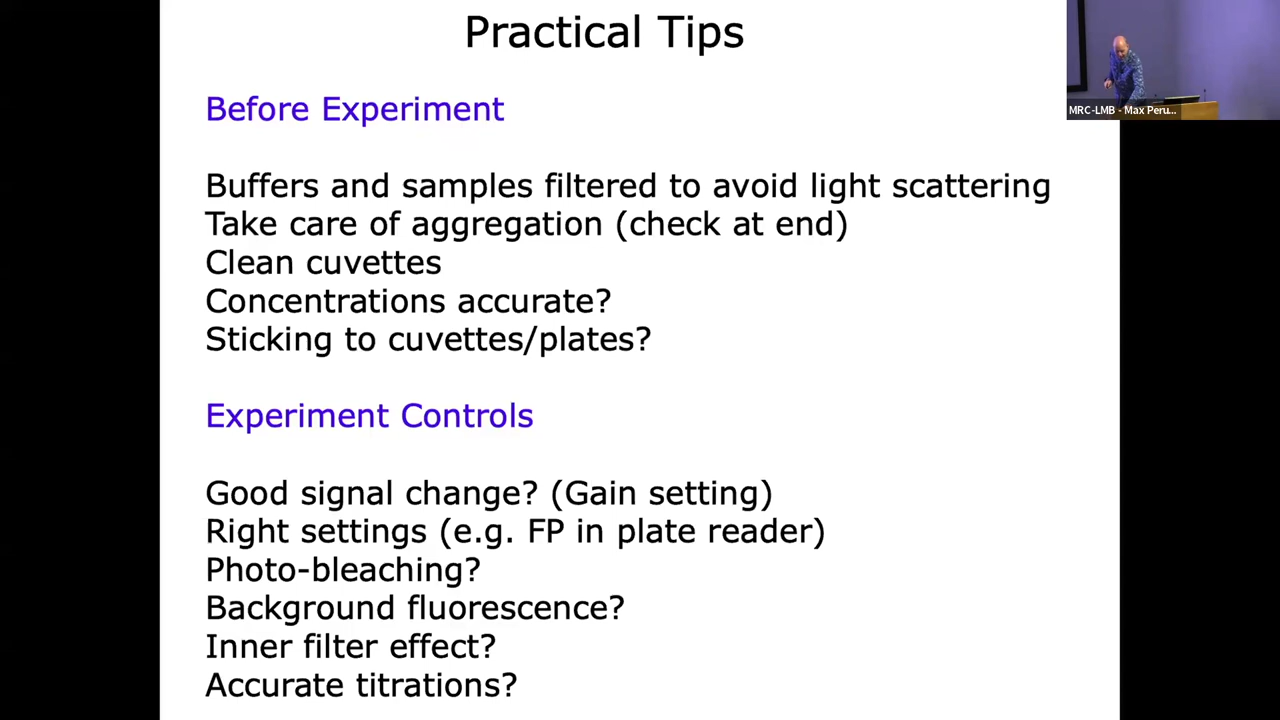 Practical Tips
MRC-LMB - Max Peru...
Before Experiment
Buffers and samples filtered to avoid light scattering
Take care of aggregation (check at end)
Clean cuvettes
Concentrations accurate?
Sticking to cuvettes/plates?
Experiment Controls
Good signal change? (Gain setting)
Right settings (e.g. FP in plate reader)
Photo-bleaching?
Background fluorescence?
Inner filter effect?
Accurate titrations?